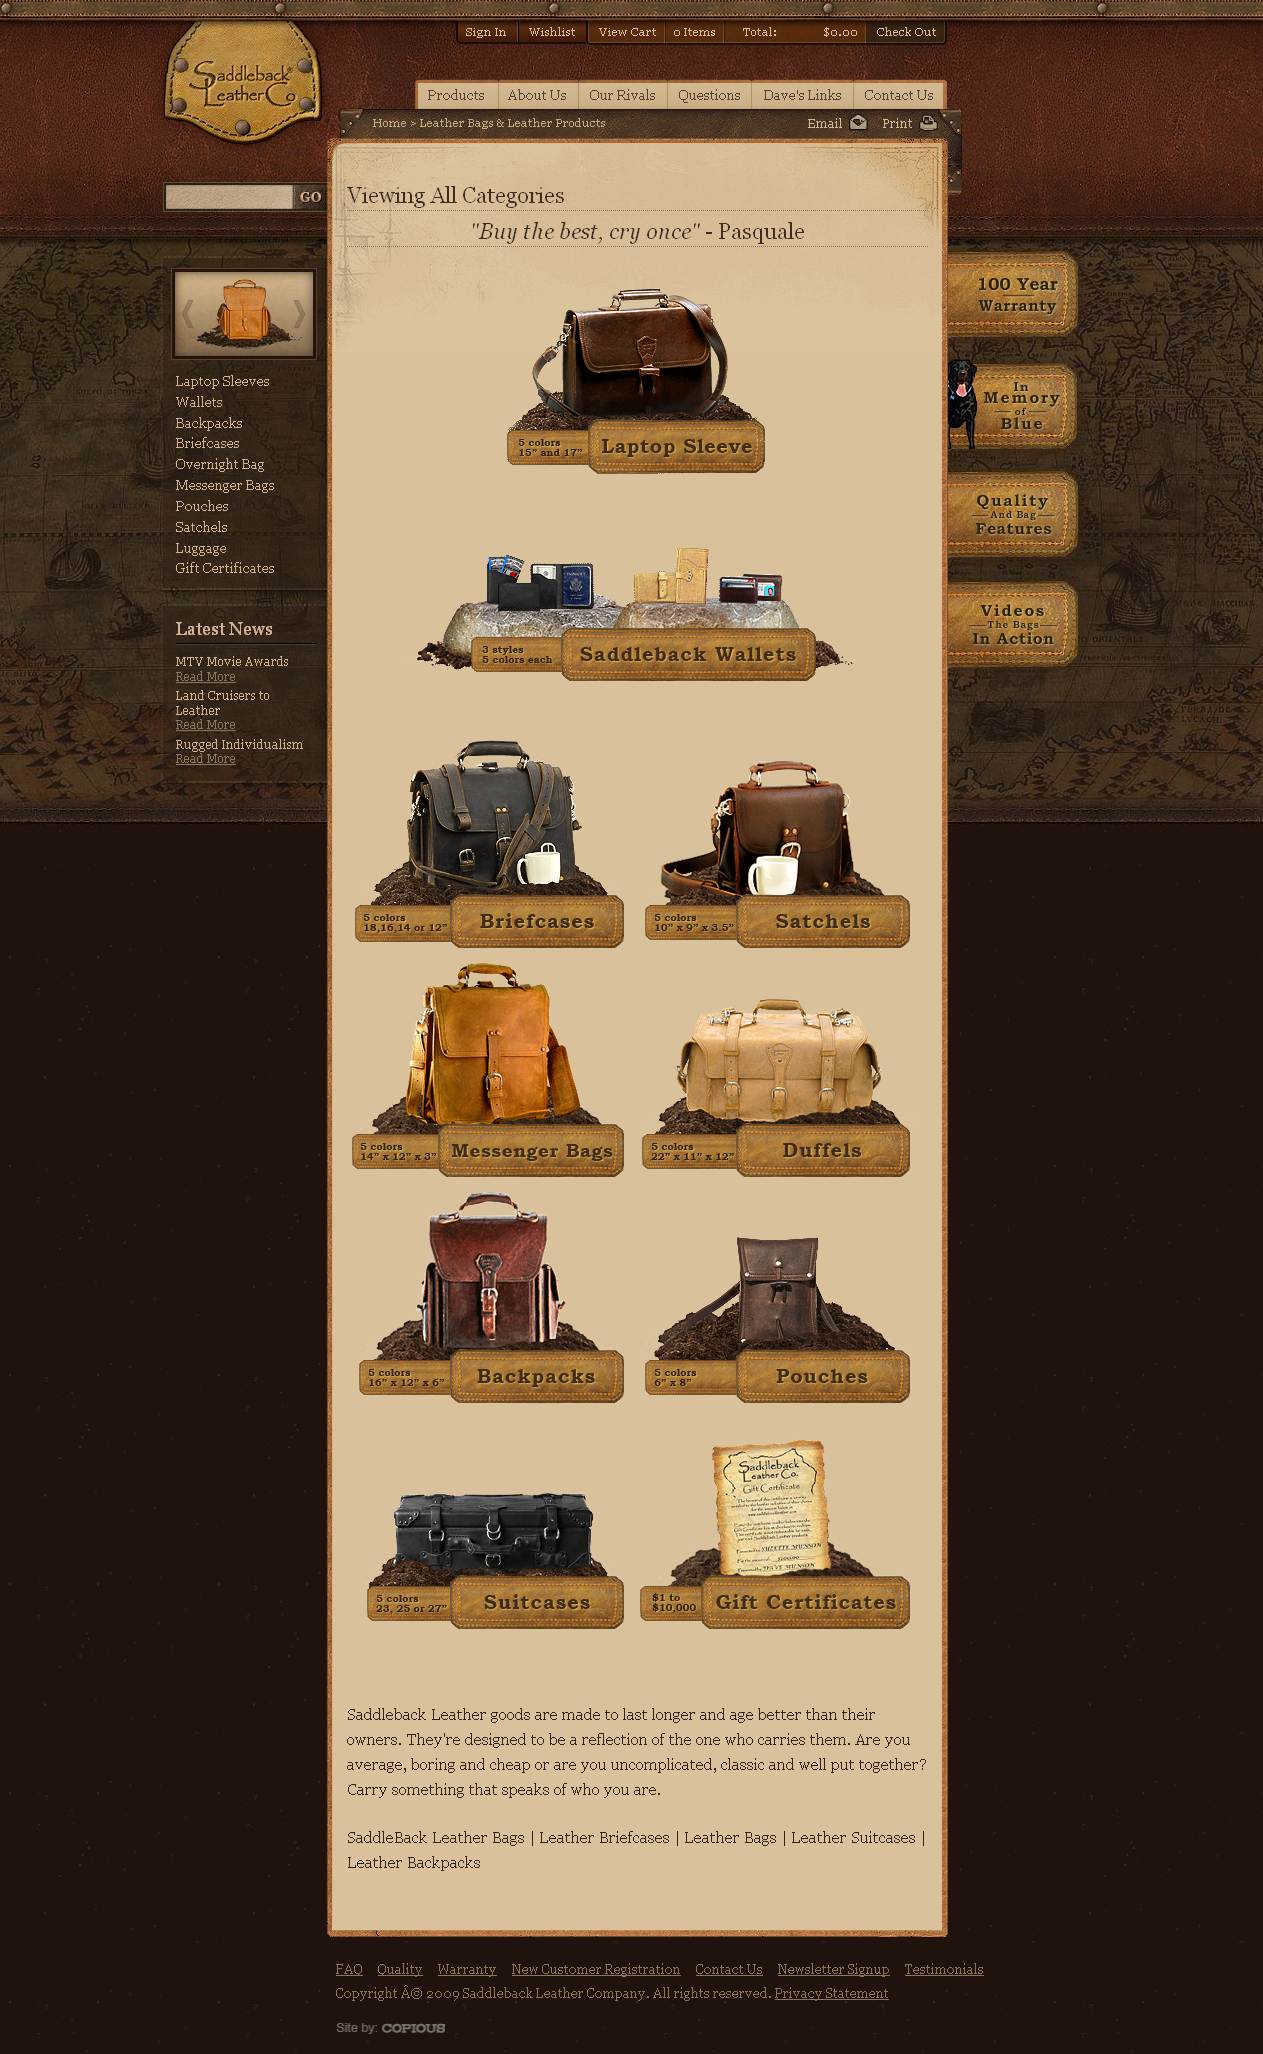 Sign In
Wishlist
View Cart
0 Items
Total:
$0.00
Check Out
Saddleback
Leather Co
Products
About Us
Our Rivals
Questions
Dave's Links
Contact Us
Home > Leather Bags & Leather Products
Email
Print
GO
Viewing All Categories
"Buy the best, cry once" - Pasquale
Laptop Sleeves
Wallets
Backpacks
Briefcases
Overnight Bag
Messenger Bags
Pouches
Satchels
Luggage
Gift Certificates
Latest News
MTV Movie Awards
Read More
Land Cruisers to
Leather
Read More
Rugged Individualism
Read More
100 Year
Warranty
In
Memory
of
Blue
Quality
And Bag
Features
Videos
The Bags
In Action
5 colors
15" and 17"
Laptop Sleeve
3 styles
5 colors each
Saddleback Wallets
5 colors
18,16,14 or 12"
Briefcases
5 colors
10" x 9" x 3.5"
Satchels
5 colors
14" x 12" x 3"
Messenger Bags
5 colors
22" x 11" x 12"
Duffels
5 colors
16" x 12" x 6"
Backpacks
5 colors
6" x 8"
Pouches
5 colors
23, 25 or 27"
Suitcases
Saddleback
Leather Co.
Gift Certificate
$1 to
$10,000
Gift Certificates
Saddleback Leather goods are made to last longer and age better than their
owners. They're designed to be a reflection of the one who carries them. Are you
average, boring and cheap or are you uncomplicated, classic and well put together?
Carry something that speaks of who you are.
SaddleBack Leather Bags | Leather Briefcases | Leather Bags | Leather Suitcases |
Leather Backpacks
FAQ
Quality
Warranty
New Customer Registration
Contact Us
Newsletter Signup
Testimonials
Copyright Â© 2009 Saddleback Leather Company. All rights reserved. Privacy Statement
Site by: COPIOUS